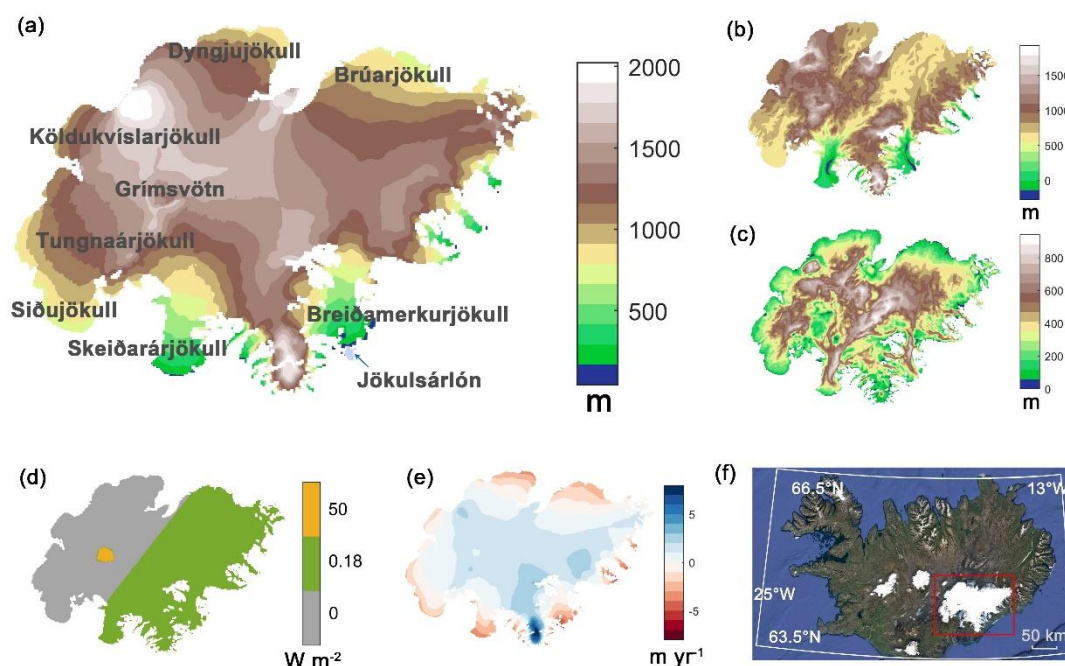 (a)
Dyngjujökull
Brúarjökull
Köldukvíslarjökull
Grímsvötn
Tungnaárjökull
Siðujökull
Skeiðarárjökull
Breiðamerkurjökull
Jökulsárlón
2000
1500
1000
500
m
(b)
1500
1000
500
0
m
(c)
800
600
400
200
0
m
(d)
50
0.18
0
W m⁻²
(e)
5
0
-5
m yr⁻¹
(f)
66.5°N
13°W
25°W
63.5°N
50 km